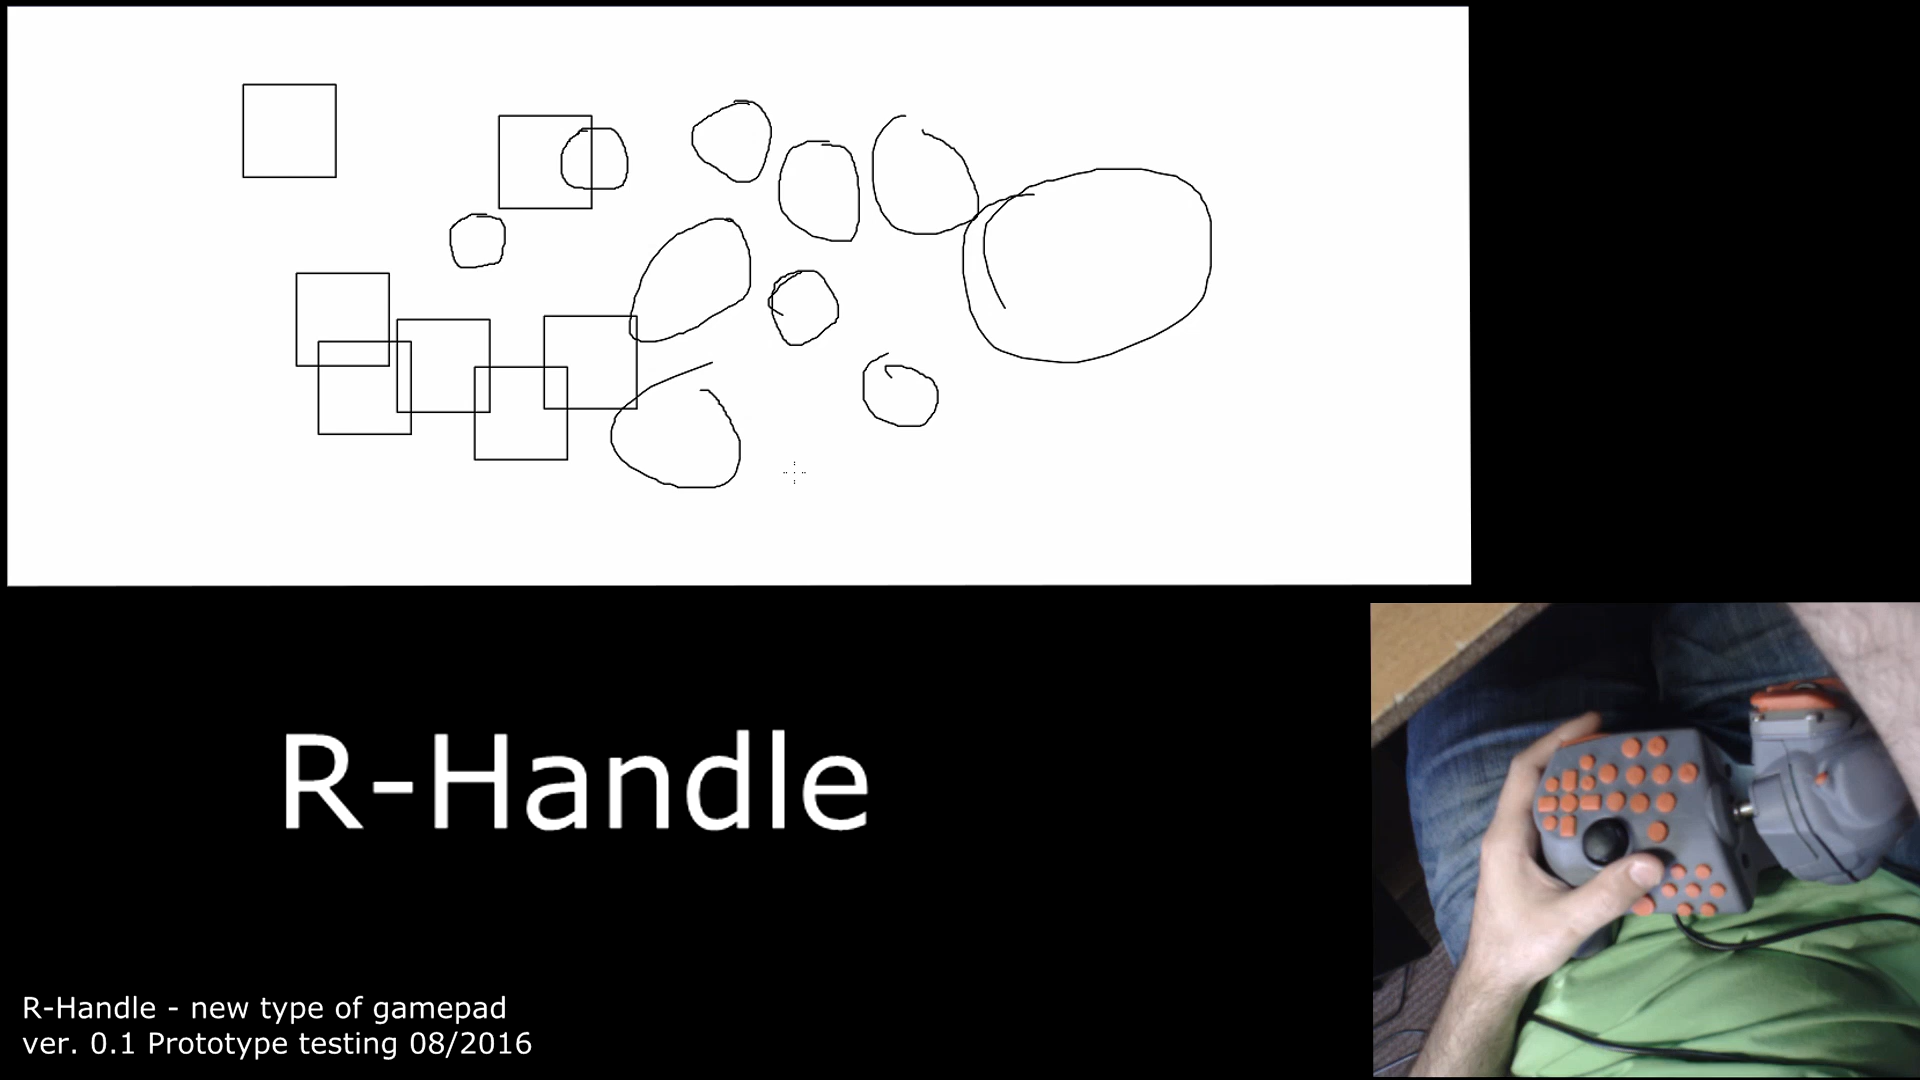 R-Handle
R-Handle - new type of gamepad
ver. 0.1 Prototype testing 08/2016